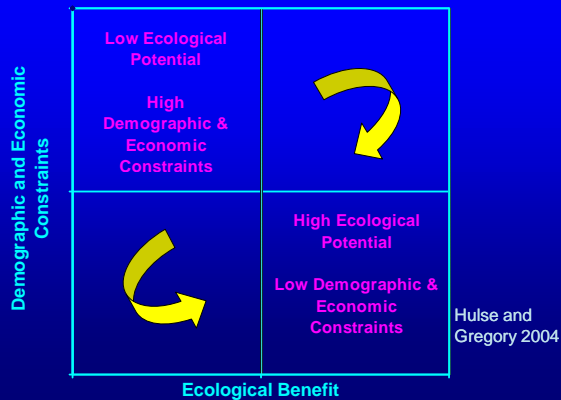 Demographic and Economic
Constraints
Low Ecological
Potential
High
Demographic &
Economic
Constraints
High Ecological
Potential
Low Demographic &
Economic
Constraints
Hulse and
Gregory 2004
Ecological Benefit